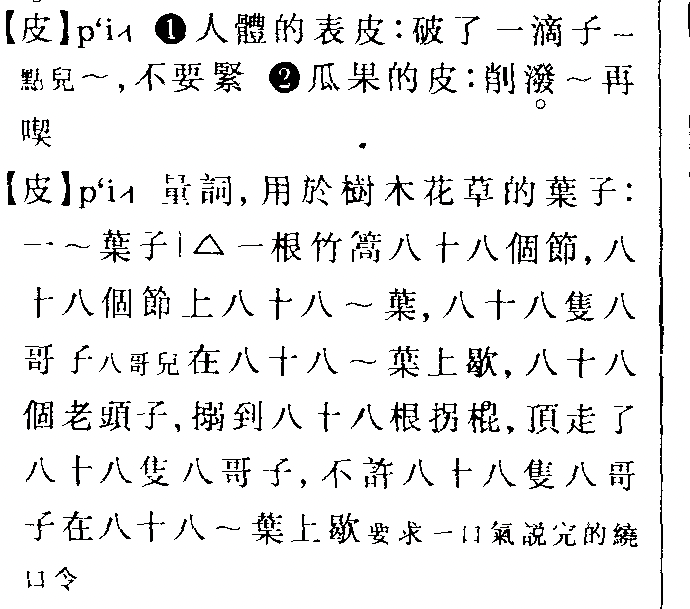 【皮】p‘i˧˥ ❶人體的表皮:破了一滴子一
點兒～,不要緊 ❷瓜果的皮:削潑～再
喫
【皮】p‘i˧˥ 量詞,用於樹木花草的葉子:
一～葉子｜△一根竹篙八十八個節,八
十八個節上八十八～葉,八十八隻八
哥子八哥兒在八十八～葉上歇,八十八
個老頭子,搦到八十八根拐棍,頂走了
八十八隻八哥子,不許八十八隻八哥
子在八十八～葉上歇要求一口氣説完的繞
口令